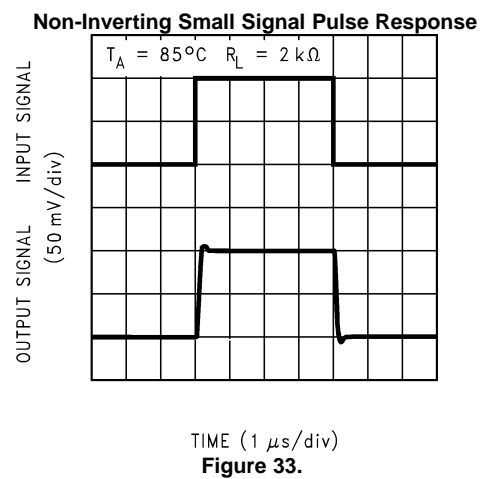 Non-Inverting Small Signal Pulse Response
T_A = 85°C R_L = 2 kΩ
INPUT SIGNAL
OUTPUT SIGNAL
(50 mV/div)
TIME (1 μs/div)
Figure 33.